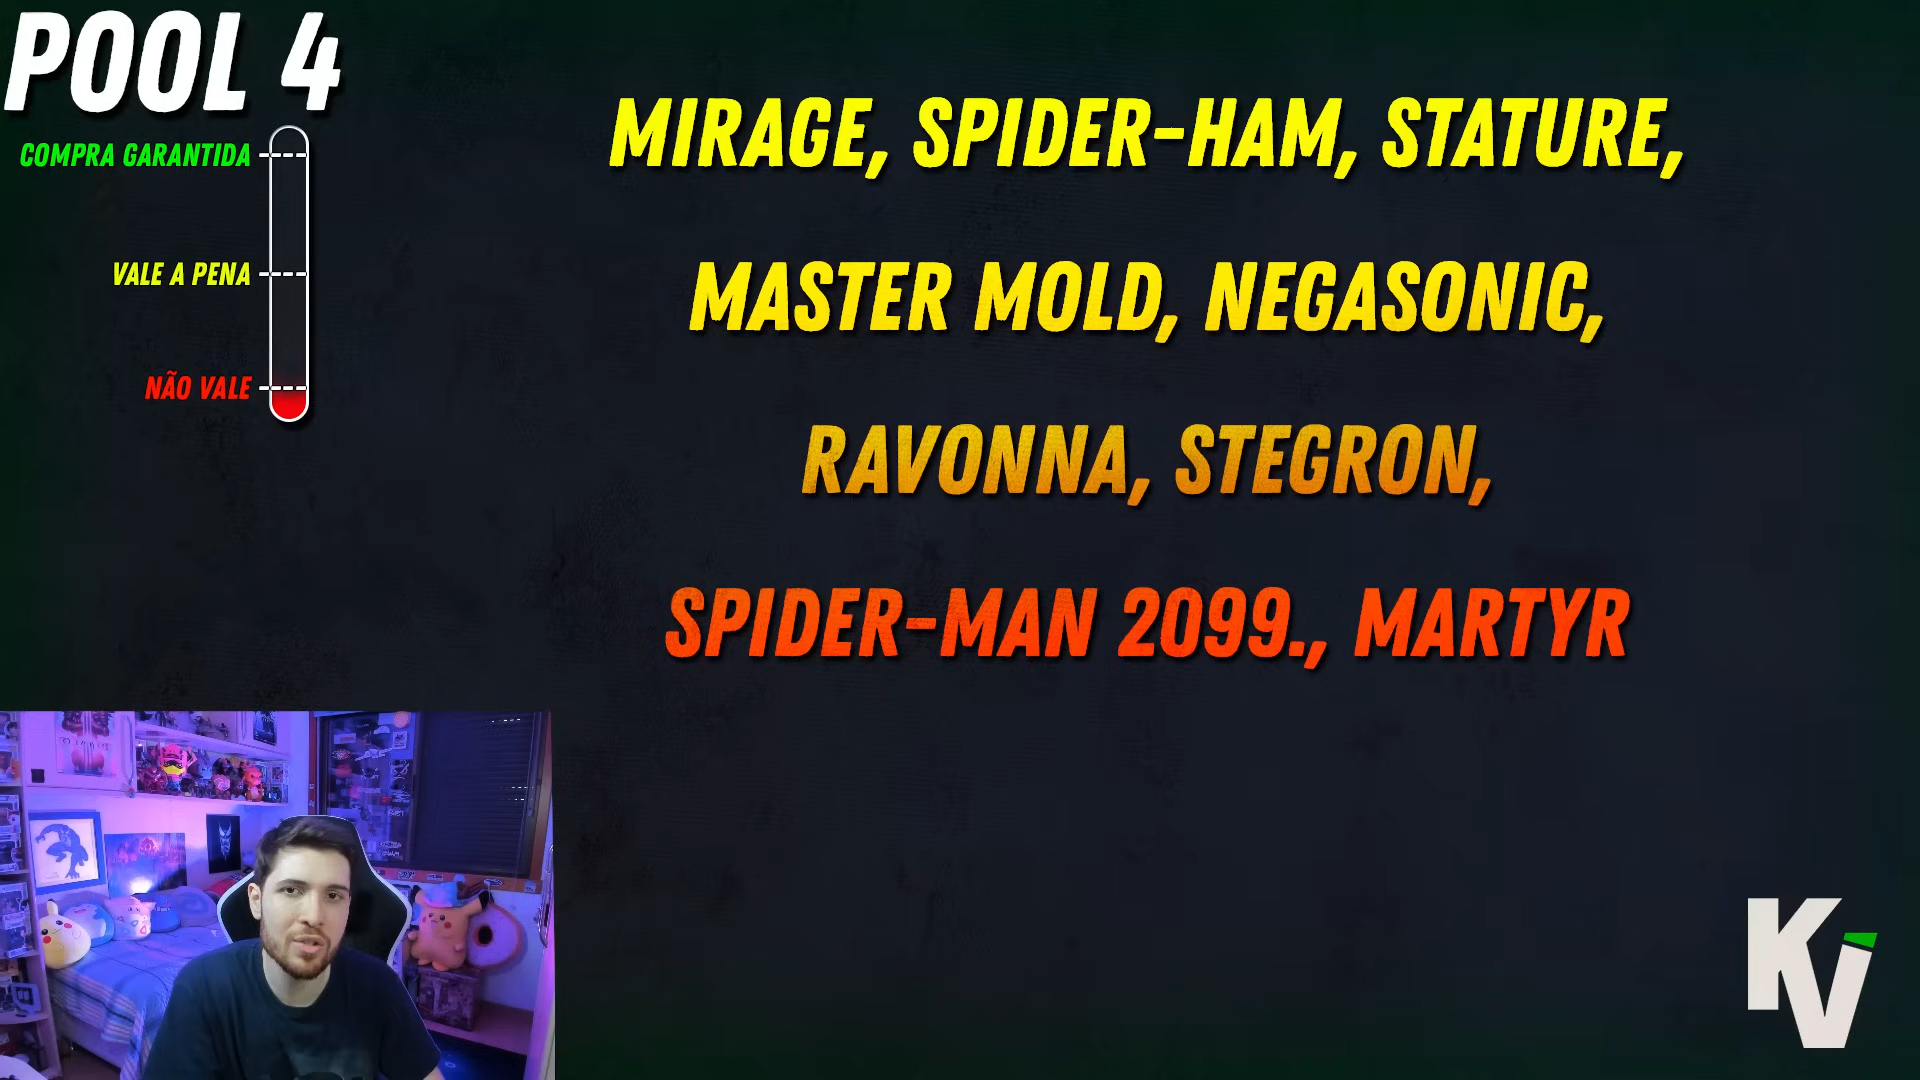 POOL 4
COMPRA GARANTIDA
VALE A PENA
NÃO VALE
MIRAGE, SPIDER-HAM, STATURE,
MASTER MOLD, NEGASONIC,
RAVONNA, STEGRON,
SPIDER-MAN 2099., MARTYR
KV